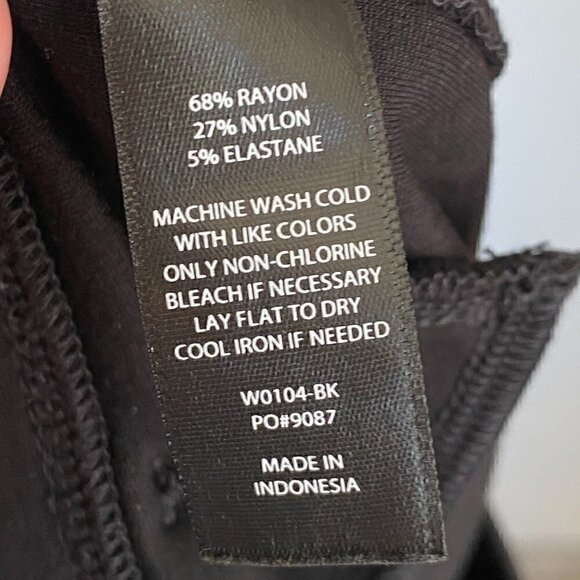 68% RAYON
27% NYLON
5% ELASTANE
MACHINE WASH COLD
WITH LIKE COLORS
ONLY NON-CHLORINE
BLEACH IF NECESSARY
LAY FLAT TO DRY
COOL IRON IF NEEDED
W0104-BK
PO#9087
MADE IN
INDONESIA